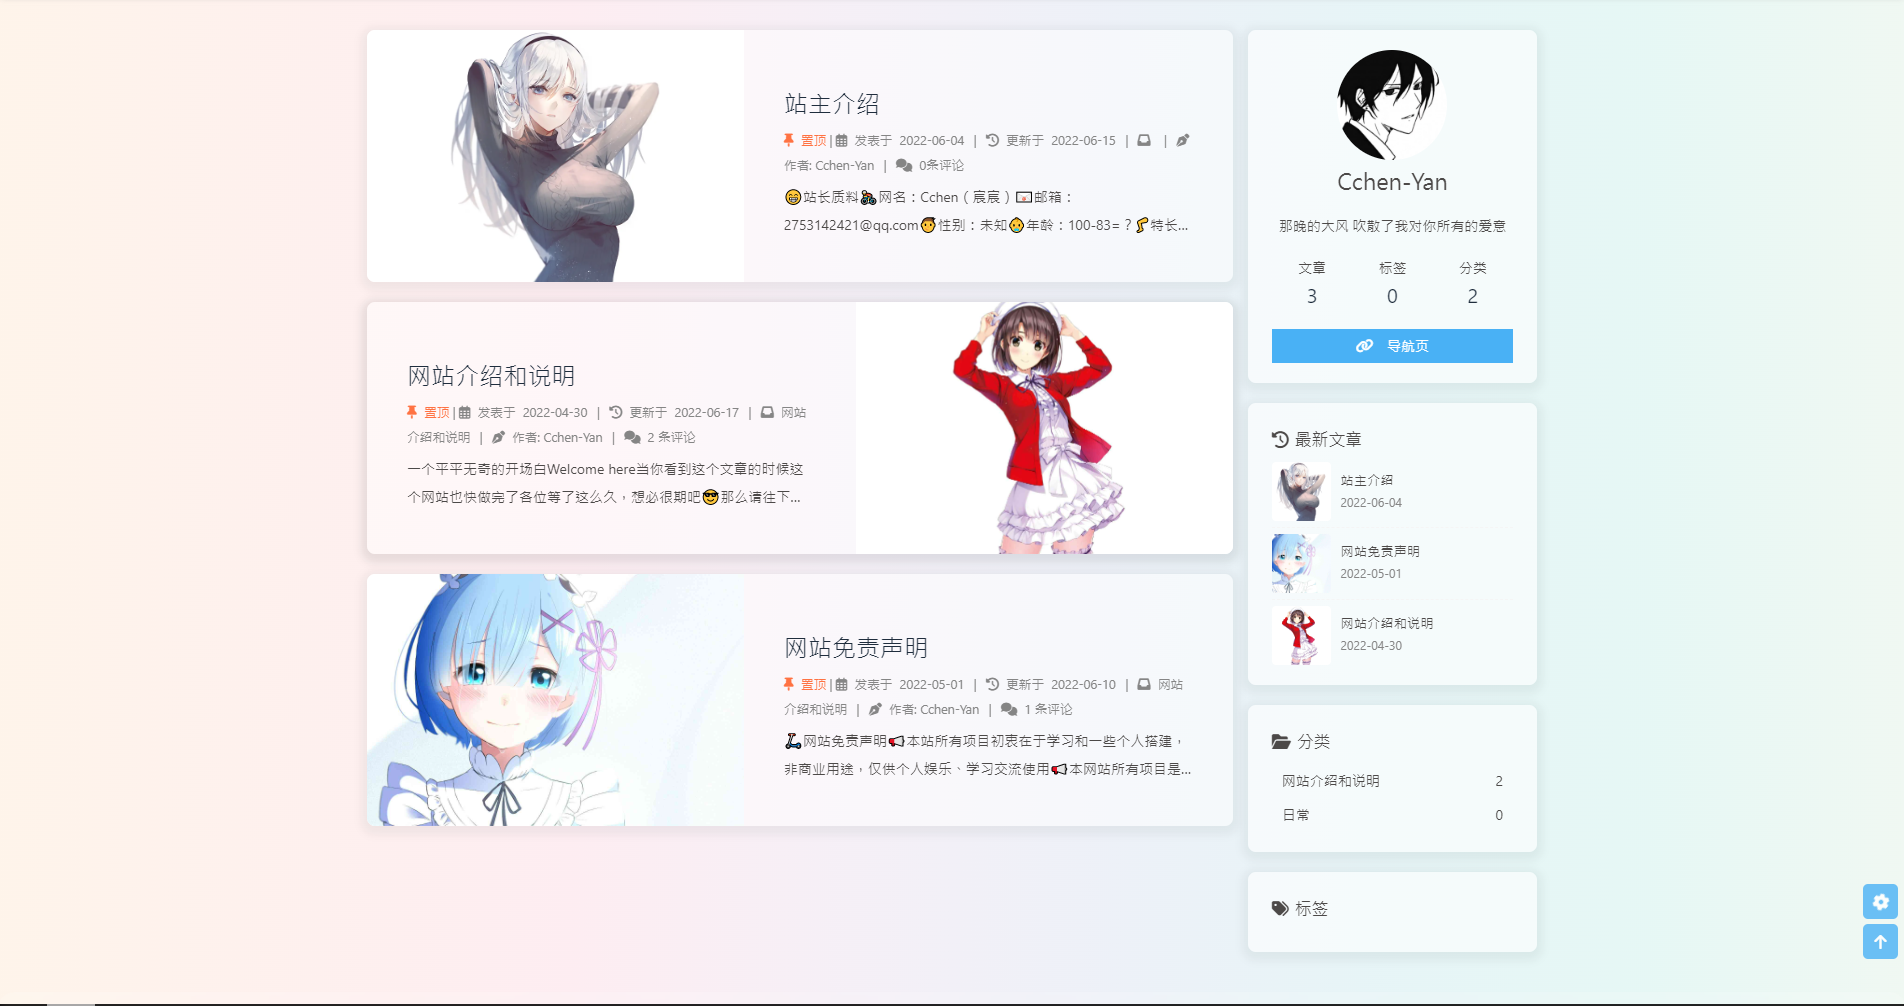 站主介绍
置顶 | 发表于 2022-06-04 | 更新于 2022-06-15 | |
作者: Cchen-Yan | 0条评论
😁站长质料🏍️网名：Cchen（宸宸）💌邮箱：
2753142421@qq.com👨性别：未知👶年龄：100-83=？🦵特长...
网站介绍和说明
置顶 | 发表于 2022-04-30 | 更新于 2022-06-17 | 网站
介绍和说明 | 作者: Cchen-Yan | 2 条评论
一个平平无奇的开场白Welcome here当你看到这个文章的时候这
个网站也快做完了各位等了这么久，想必很期吧😎那么请往下...
网站免责声明
置顶 | 发表于 2022-05-01 | 更新于 2022-06-10 | 网站
介绍和说明 | 作者: Cchen-Yan | 1 条评论
🛴网站免责声明📢本站所有项目初衷在于学习和一些个人搭建，
非商业用途，仅供个人娱乐、学习交流使用📢本网站所有项目是...
Cchen-Yan
那晚的大风 吹散了我对你所有的爱意
文章 标签 分类
3 0 2
导航页
最新文章
站主介绍
2022-06-04
网站免责声明
2022-05-01
网站介绍和说明
2022-04-30
分类
网站介绍和说明 2
日常 0
标签